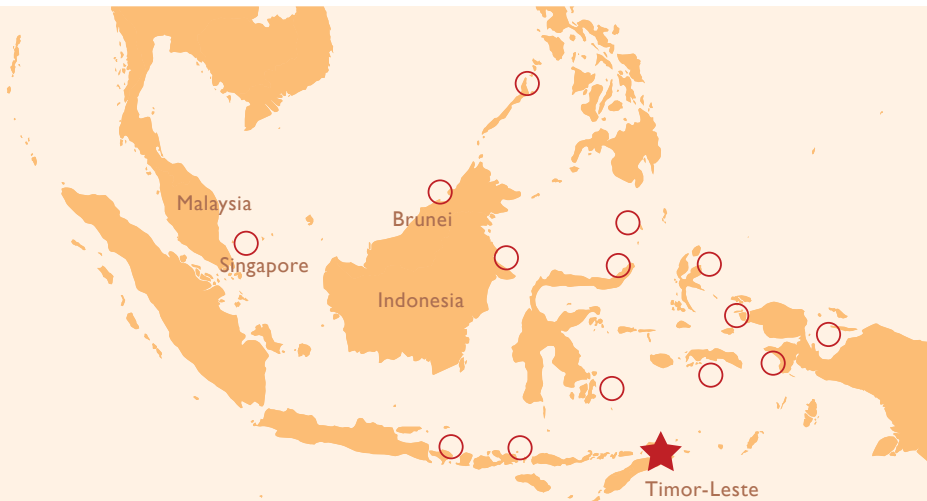 Malaysia
Brunei
Singapore
Indonesia
Timor-Leste